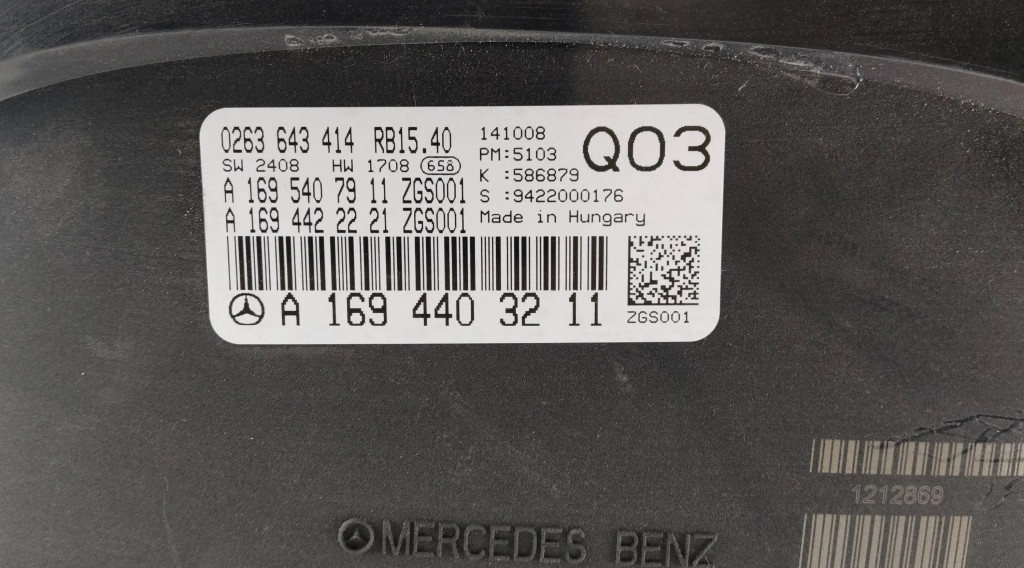 0263 643 414 RB15.40
SW 2408 HW 1708 658
A 169 540 79 11 ZGS001
A 169 442 22 21 ZGS001
141008
PM:5103
K :586879
S :9422000176
Made in Hungary
Q03
A 169 440 32 11
ZGS001
1212869
MERCEDES BENZ